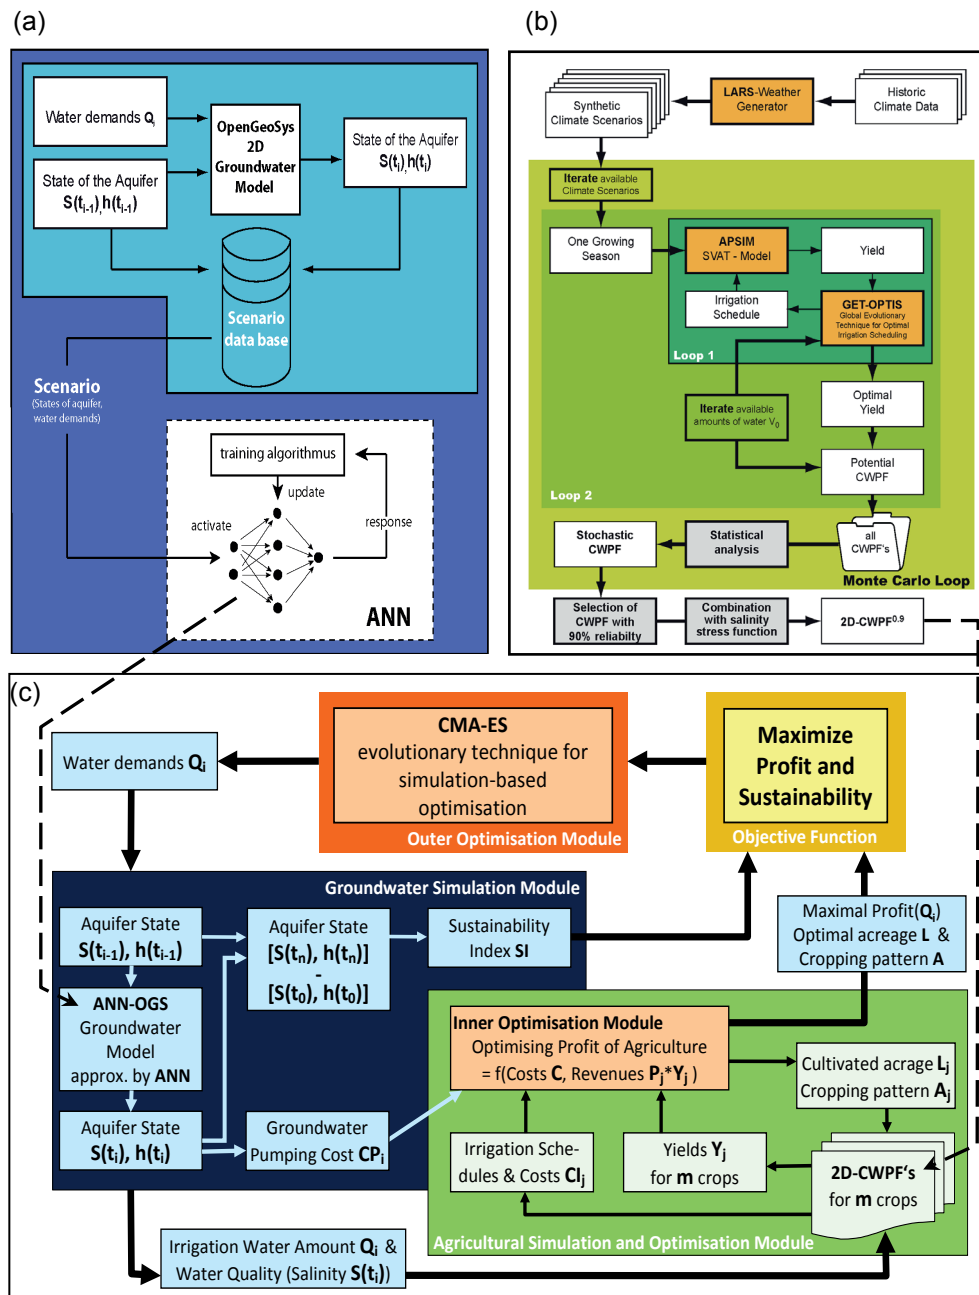 (a)
Water demands Qi
OpenGeoSys
2D
Groundwater
Model
State of the Aquifer
S(ti),h(ti)
State of the Aquifer
S(ti-1),h(ti-1)
Scenario
data base
Scenario
(States of aquifer,
water demands)
training algorithmus
update
activate
response
ANN
(b)
Synthetic
Climate Scenarios
LARS-Weather
Generator
Historic
Climate Data
Iterate available
Climate Scenarios
One Growing
Season
APSIM
SVAT - Model
Yield
Irrigation
Schedule
GET-OPTIS
Global Evolutionary
Technique for Optimal
Irrigation Scheduling
Loop 1
Iterate available
amounts of water V0
Optimal
Yield
Potential
CWPF
Loop 2
all
CWPF's
Statistical
analysis
Stochastic
CWPF
Monte Carlo Loop
Selection of
CWPF with
90% reliabilty
Combination
with salinity
stress function
2D-CWPF0.9
(c)
Water demands Qi
CMA-ES
evolutionary technique for
simulation-based
optimisation
Outer Optimisation Module
Maximize
Profit and
Sustainability
Objective Function
Groundwater Simulation Module
Aquifer State
S(ti-1), h(ti-1)
Aquifer State
[S(tn), h(tn)]
-
[S(t0), h(t0)]
Sustainability
Index SI
Maximal Profit(Qi)
Optimal acreage L &
Cropping pattern A
ANN-OGS
Groundwater
Model
approx. by ANN
Aquifer State
S(ti), h(ti)
Groundwater
Pumping Cost CPi
Inner Optimisation Module
Optimising Profit of Agriculture
= f(Costs C, Revenues Pj*Yj )
Cultivated acrage Lj
Cropping pattern Aj
Irrigation Sche-
dules & Costs CIj
Yields Yj
for m crops
2D-CWPF‘s
for m crops
Agricultural Simulation and Optimisation Module
Irrigation Water Amount Qi &
Water Quality (Salinity S(ti))